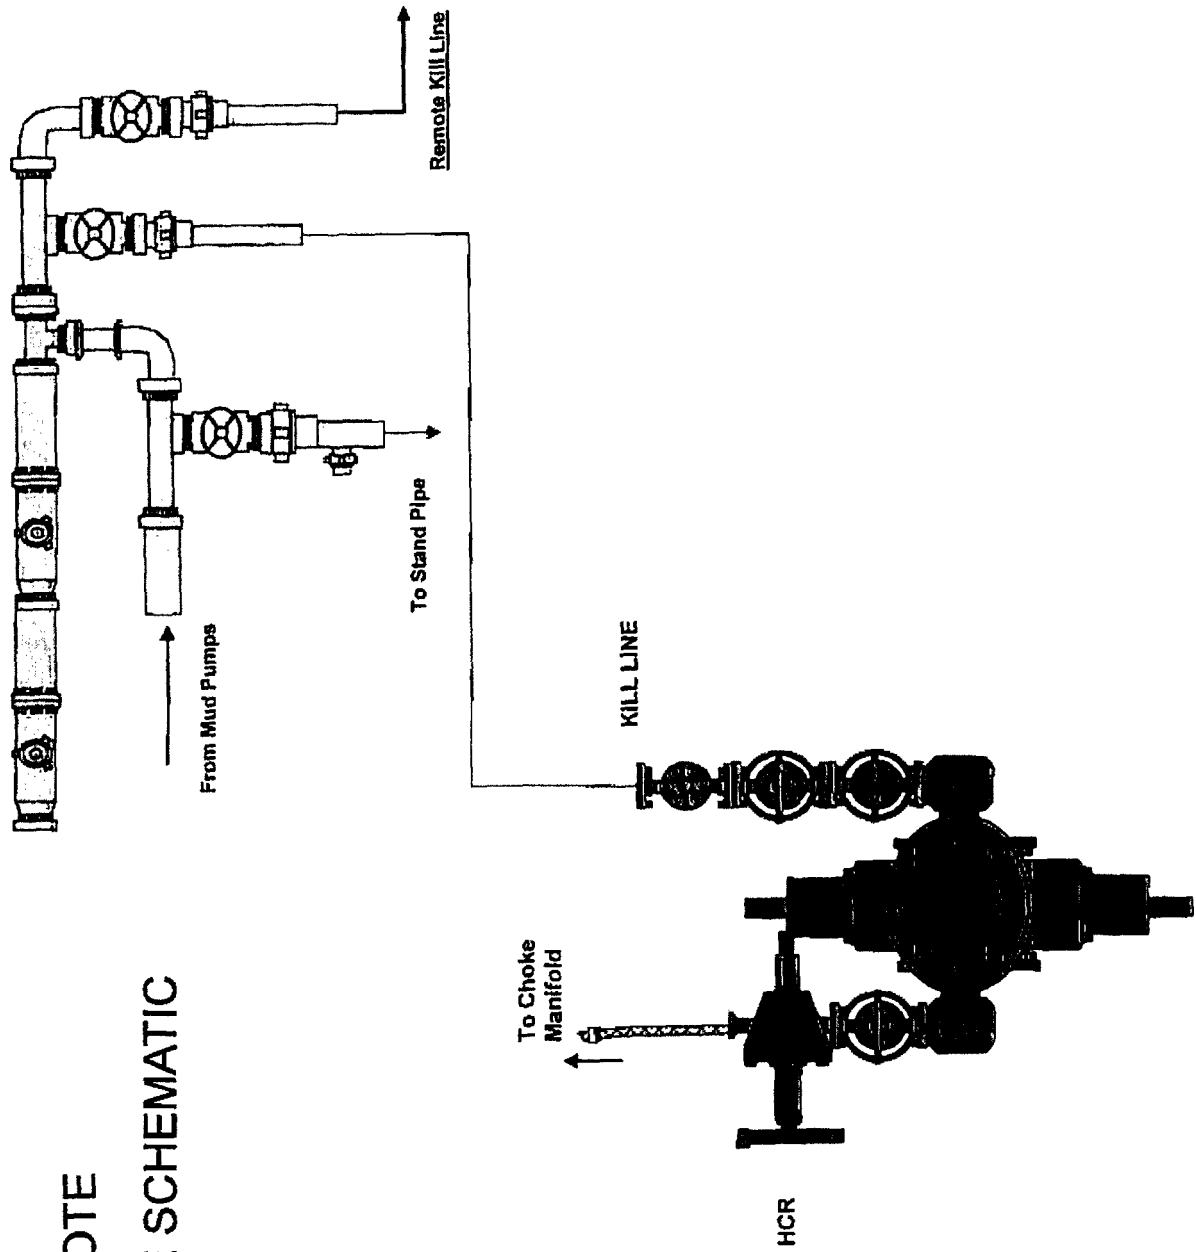 OTE
SCHEMATIC
Remote Kill Line
To Stand Pipe
From Mud Pumps
KILL LINE
To Choke
Manifold
HCR